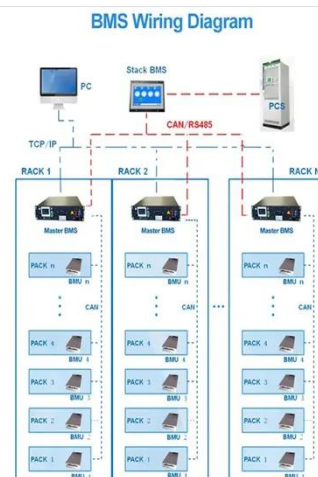 BMS Wiring Diagram
Stack BMS
PC
PCS
CAN/RS485
TCP/IP
RACK 1
RACK 2
RACK N
Master BMS
Master BMS
Master BMS
PACK n
BMU n
PACK n
BMU n
PACK n
BMU n
CAN
CAN
CAN
PACK 4
BMU 4
PACK 4
BMU 4
PACK 4
BMU 4
PACK 3
BMU 3
PACK 3
BMU 3
PACK 3
BMU 3
PACK 2
BMU 2
PACK 2
BMU 2
PACK 2
BMU 2
PACK 1
PACK 1
PACK 1